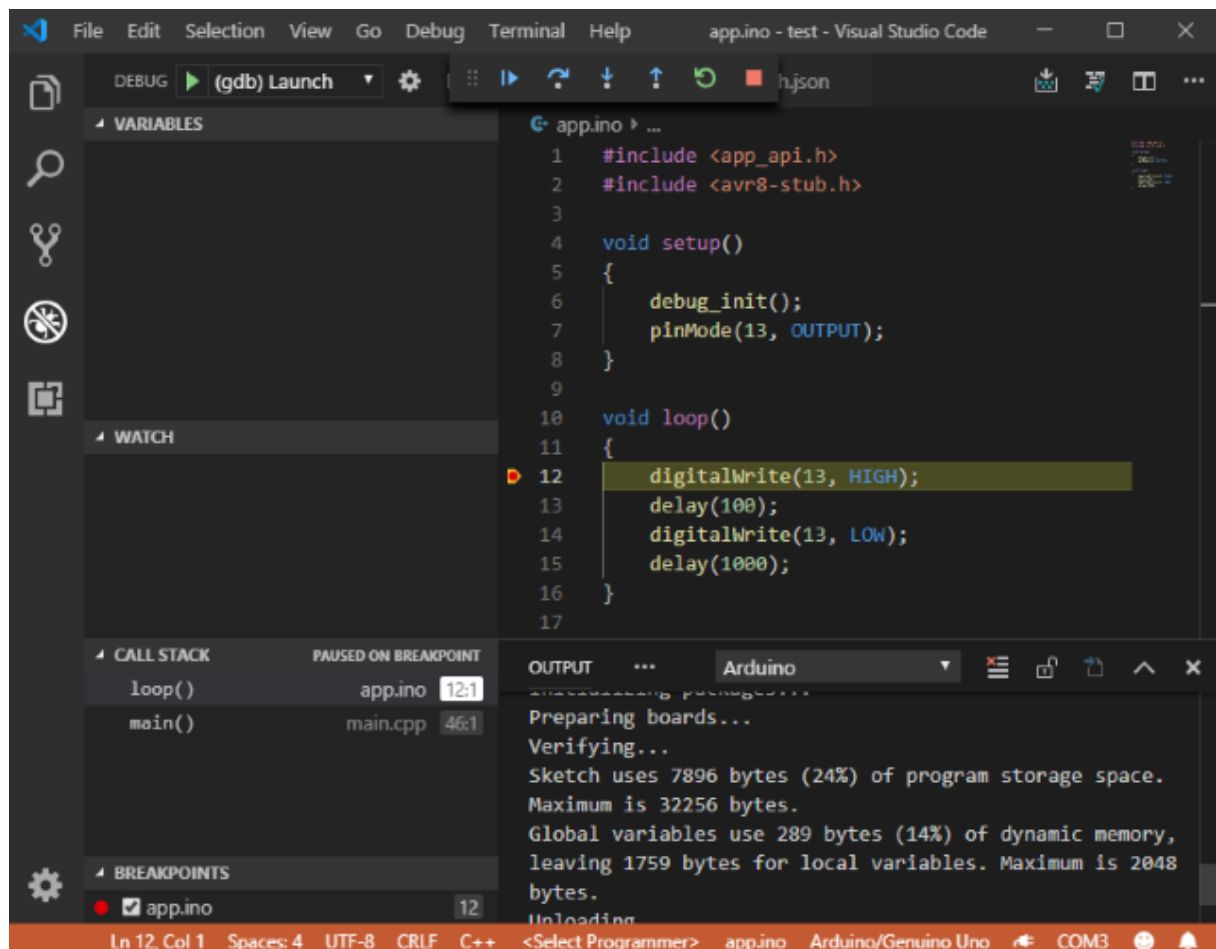 File Edit Selection View Go Debug Terminal Help app.ino - test - Visual Studio Code
DEBUG (gdb) Launch h.json
VARIABLES
WATCH
CALL STACK PAUSED ON BREAKPOINT
loop() app.ino 12:1
main() main.cpp 46:1
BREAKPOINTS
app.ino 12
app.ino ...
1 #include <app_api.h>
2 #include <avr8-stub.h>
3
4 void setup()
5 {
6 debug_init();
7 pinMode(13, OUTPUT);
8 }
9
10 void loop()
11 {
12 digitalWrite(13, HIGH);
13 delay(100);
14 digitalWrite(13, LOW);
15 delay(1000);
16 }
17
OUTPUT ... Arduino
Initializing packages...
Preparing boards...
Verifying...
Sketch uses 7896 bytes (24%) of program storage space.
Maximum is 32256 bytes.
Global variables use 289 bytes (14%) of dynamic memory,
leaving 1759 bytes for local variables. Maximum is 2048
bytes.
Ln 12, Col 1 Spaces: 4 UTF-8 CRLF C++ <Select Programmer> app.ino Arduino/Genuino Uno COM3